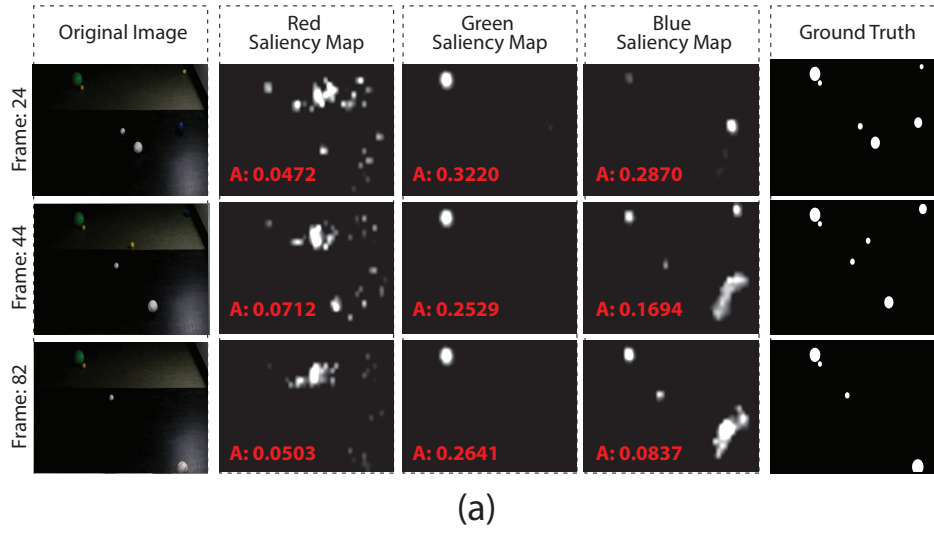 Original Image
Red
Saliency Map
Green
Saliency Map
Blue
Saliency Map
Ground Truth
Frame: 24
A: 0.0472
A: 0.3220
A: 0.2870
Frame: 44
A: 0.0712
A: 0.2529
A: 0.1694
Frame: 82
A: 0.0503
A: 0.2641
A: 0.0837
(a)